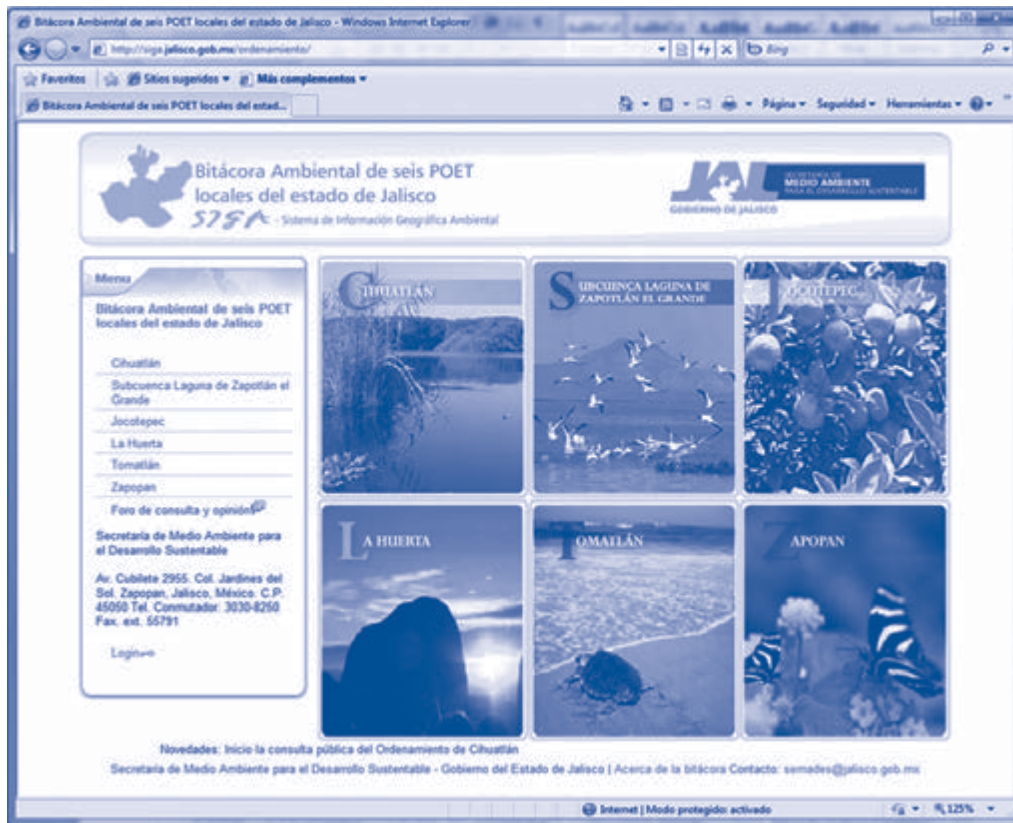 Bitácora Ambiental de seis POET locales del estado de Jalisco - Windows Internet Explorer
http://siga.jalisco.gob.mx/ordenamiento/
Bing
Favoritos
Sitios sugeridos
Más complementos
Bitácora Ambiental de seis POET locales del estad...
Página
Seguridad
Herramientas
Bitácora Ambiental de seis POET
locales del estado de Jalisco
SIGA - Sistema de Información Geográfica Ambiental
JAL
GOBIERNO DE JALISCO
SECRETARÍA DE
MEDIO AMBIENTE
PARA EL DESARROLLO SUSTENTABLE
Menu
Bitácora Ambiental de seis POET
locales del estado de Jalisco
Cihuatlán
Subcuenca Laguna de Zapotlán el
Grande
Jocotepec
La Huerta
Tomatlán
Zapopan
Foro de consulta y opinión
Secretaría de Medio Ambiente para
el Desarrollo Sustentable
Av. Cubilete 2955. Col. Jardines del
Sol. Zapopan, Jalisco, México. C.P.
45050 Tel. Conmutador: 3030-8250
Fax. ext. 55791
Login
CIHUATLÁN
SUBCUENCA LAGUNA DE
ZAPOTLÁN EL GRANDE
JOCOTEPEC
LA HUERTA
TOMATLÁN
ZAPOPAN
Novedades: Inicio la consulta pública del Ordenamiento de Cihuatlán
Secretaría de Medio Ambiente para el Desarrollo Sustentable - Gobierno del Estado de Jalisco | Acerca de la bitácora Contacto: semades@jalisco.gob.mx
Internet | Modo protegido: activado
125%